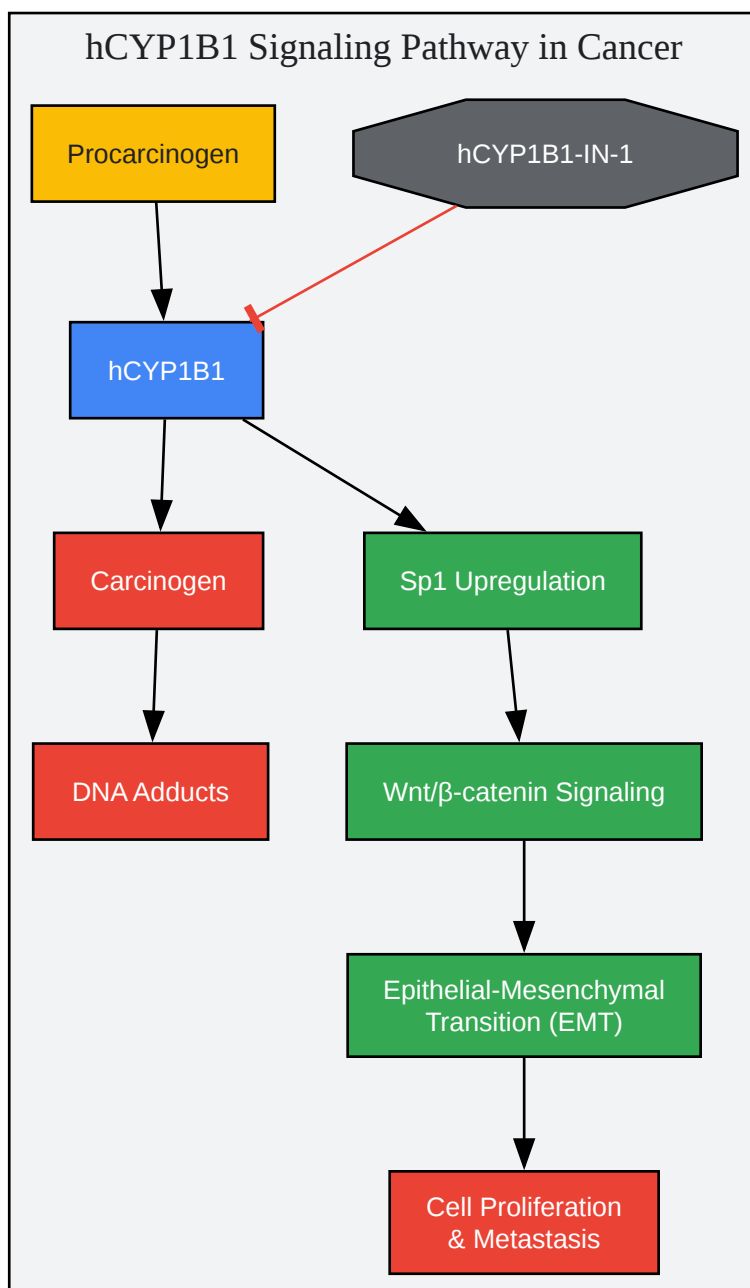 hCYP1B1 Signaling Pathway in Cancer
Procarcinogen
hCYP1B1-IN-1
hCYP1B1
Carcinogen
Sp1 Upregulation
DNA Adducts
Wnt/β-catenin Signaling
Epithelial-Mesenchymal
Transition (EMT)
Cell Proliferation
& Metastasis